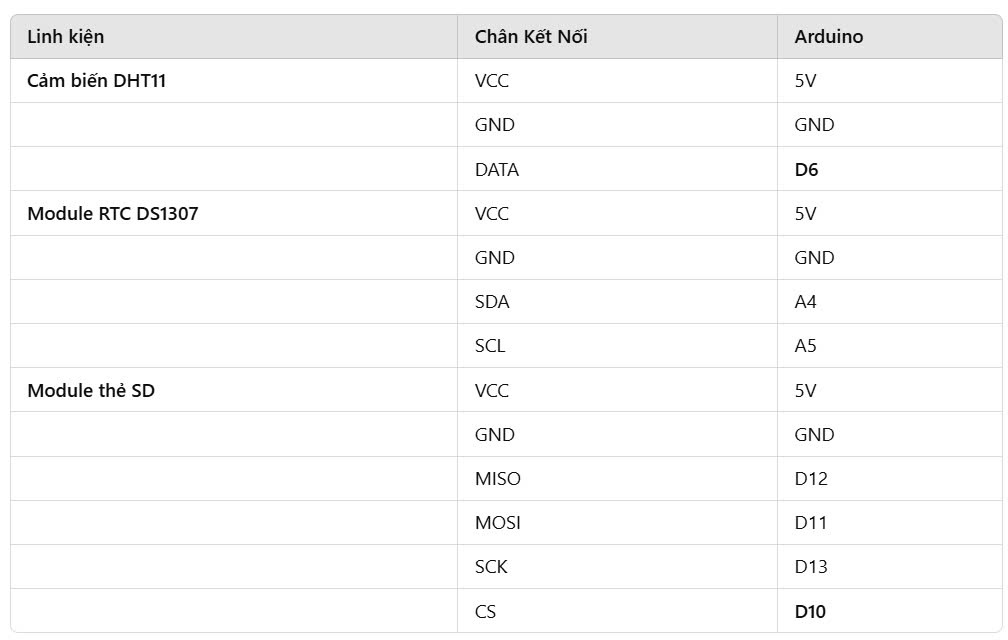 Linh kiện Chân Kết Nối Arduino
Cảm biến DHT11 VCC 5V
GND GND
DATA D6
Module RTC DS1307 VCC 5V
GND GND
SDA A4
SCL A5
Module thẻ SD VCC 5V
GND GND
MISO D12
MOSI D11
SCK D13
CS D10